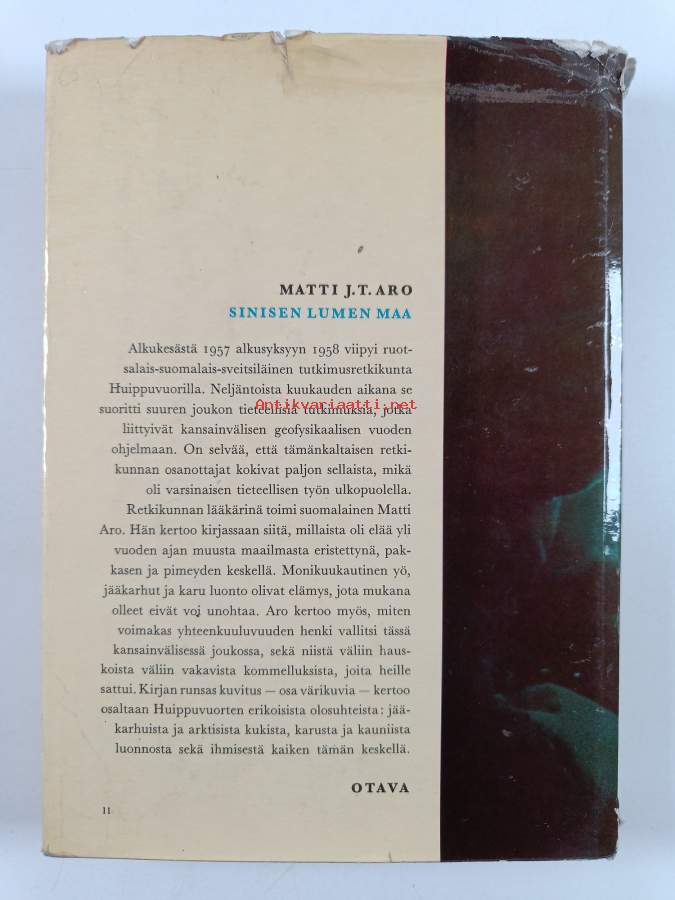 MATTI J.T. ARO
SINISEN LUMEN MAA
Alkukesästä 1957 alkusyksyyn 1958 viipyi ruot-
salais-suomalais-sveitsiläinen tutkimusretkikunta
Huippuvuorilla. Neljäntoista kuukauden aikana se
suoritti suuren joukon tieteellisiä tutkimuksia, jotka
Antikvariaatti.net
liittyivät kansainvälisen geofysikaalisen vuoden
ohjelmaan. On selvää, että tämänkaltaisen retki-
kunnan osanottajat kokivat paljon sellaista, mikä
oli varsinaisen tieteellisen työn ulkopuolella.
Retkikunnan lääkärinä toimi suomalainen Matti
Aro. Hän kertoo kirjassaan siitä, millaista oli elää yli
vuoden ajan muusta maailmasta eristettynä, pak-
kasen ja pimeyden keskellä. Monikuukautinen yö,
jääkarhut ja karu luonto olivat elämys, jota mukana
olleet eivät voi unohtaa. Aro kertoo myös, miten
voimakas yhteenkuuluvuuden henki vallitsi tässä
kansainvälisessä joukossa, sekä niistä väliin haus-
koista väliin vakavista kommelluksista, joita heille
sattui. Kirjan runsas kuvitus — osa värikuvia — kertoo
osaltaan Huippuvuorten erikoisista olosuhteista: jää-
karhuista ja arktisista kukista, karusta ja kauniista
luonnosta sekä ihmisestä kaiken tämän keskellä.
OTAVA
11